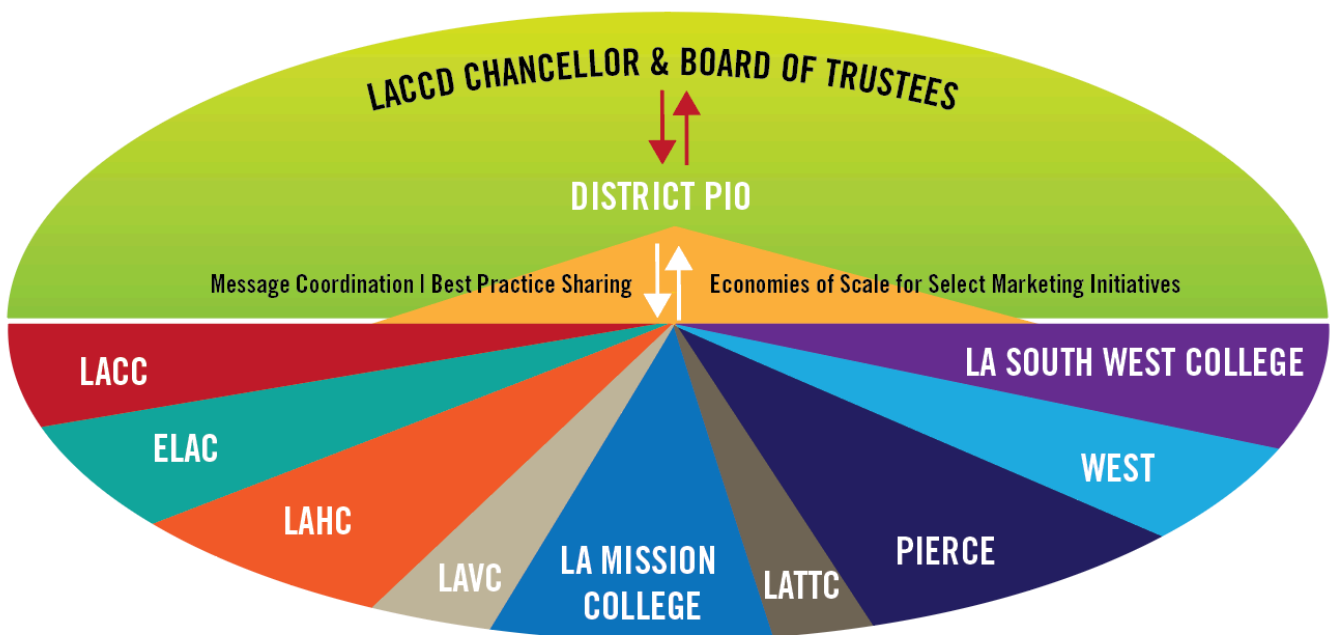 LACCD CHANCELLOR & BOARD OF TRUSTEES
DISTRICT PIO
Message Coordination | Best Practice Sharing
Economies of Scale for Select Marketing Initiatives
LACC
ELAC
LAHC
LAVC
LA MISSION
COLLEGE
LATTC
PIERCE
WEST
LA SOUTH WEST COLLEGE